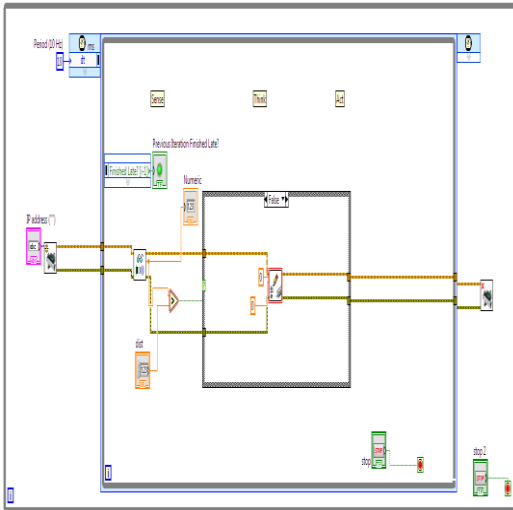 Period (10 Hz)
ms
dt
Sense
Think
Act
Previous Iteration Finished Late?
Finished Late? [i-1]
Numeric
False
IP address ("")
abc
dist
stop
stop 2
i
i